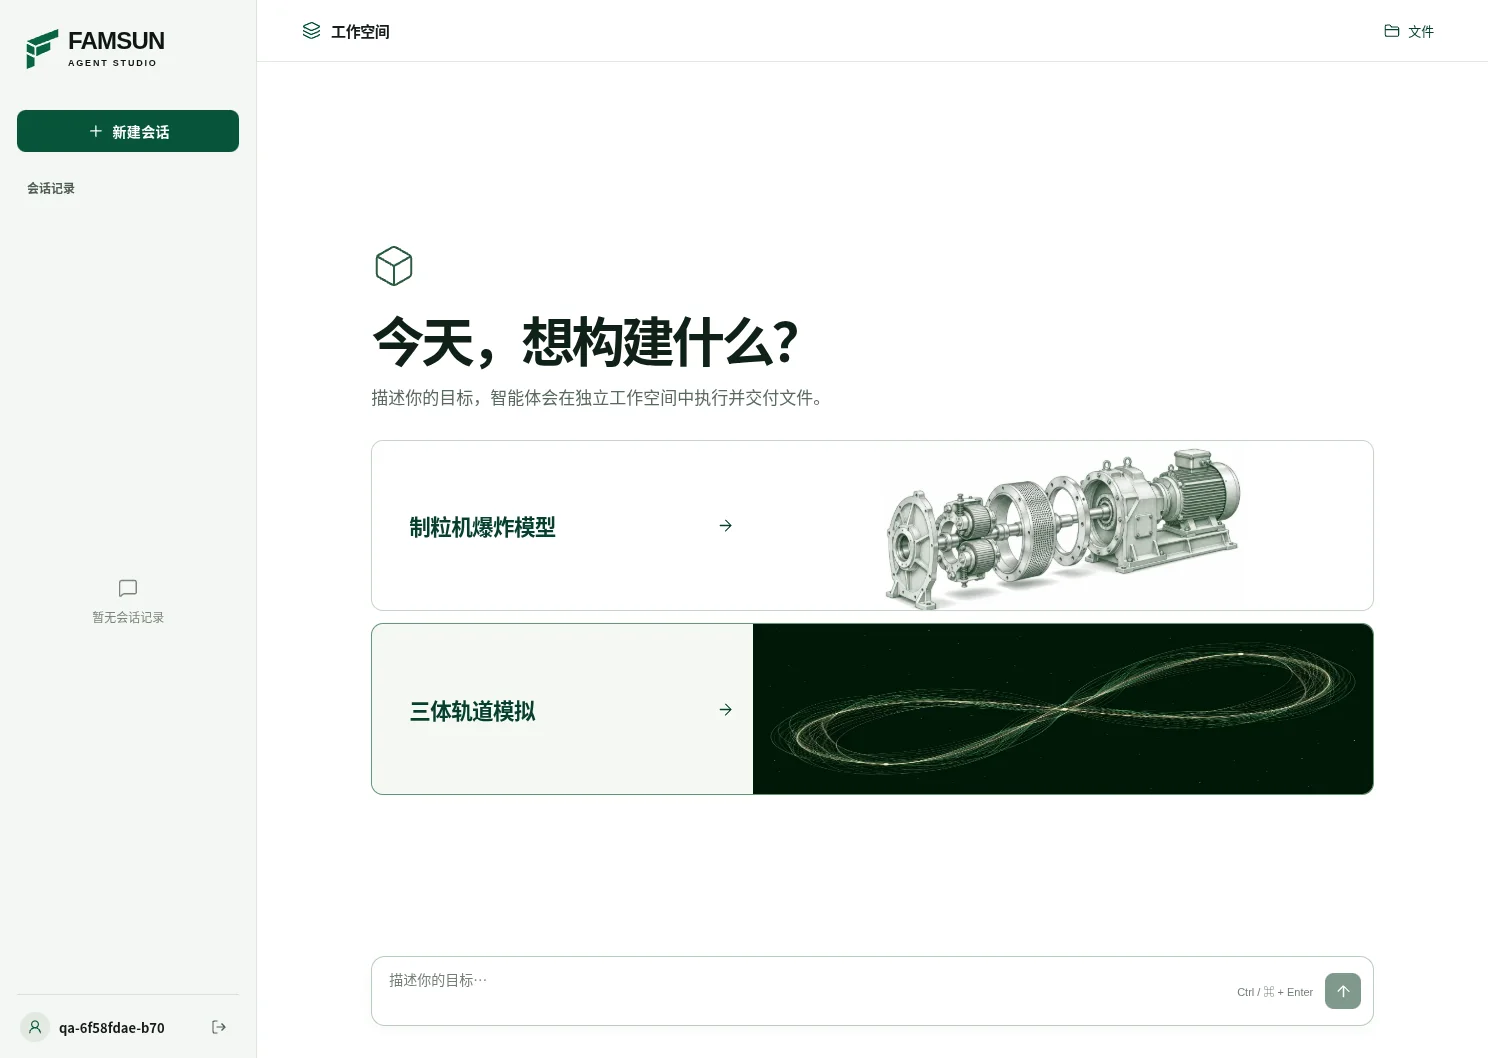 FAMSUN
AGENT STUDIO
新建会话
会话记录
暂无会话记录
qa-6f58fdae-b70
工作空间
文件
今天，想构建什么？
描述你的目标，智能体会在独立工作空间中执行并交付文件。
制粒机爆炸模型
三体轨道模拟
描述你的目标…
Ctrl / ⌘ + Enter